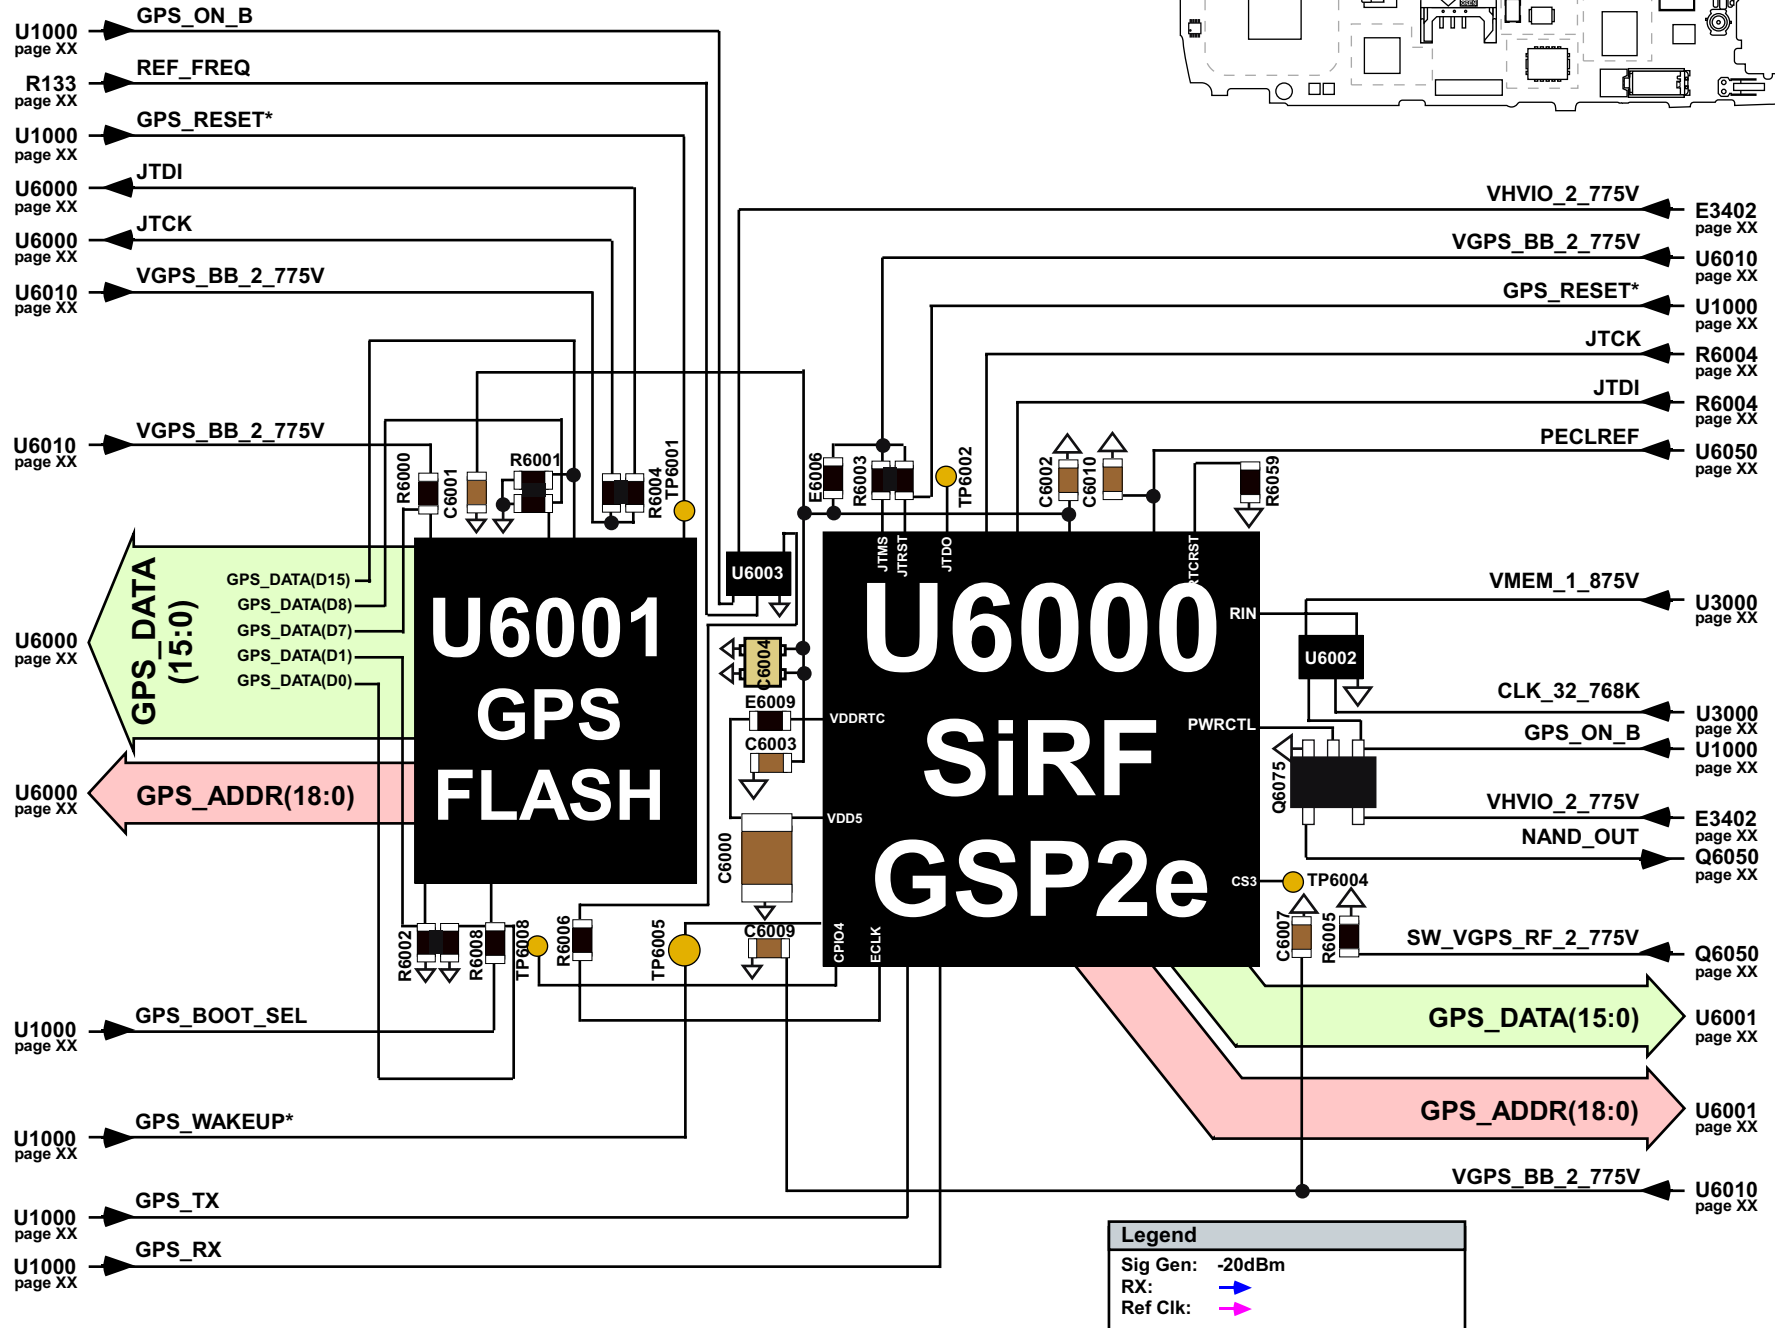 GPS_ON_B
U1000
page XX
REF_FREQ
R133
page XX
GPS_RESET*
U1000
page XX
JTDI
U6000
page XX
JTCK
U6000
page XX
VGPS_BB_2_775V
U6010
page XX
VGPS_BB_2_775V
U6010
page XX
R6000
C6001
R6001
R6004
TP6001
GPS_DATA
(15:0)
U6000
page XX
GPS_DATA(D15)
GPS_DATA(D8)
GPS_DATA(D7)
GPS_DATA(D1)
GPS_DATA(D0)
GPS_ADDR(18:0)
U6000
page XX
U6001
GPS
FLASH
R6002
R6008
TP6008
R6006
TP6005
GPS_BOOT_SEL
U1000
page XX
GPS_WAKEUP*
U1000
page XX
GPS_TX
U1000
page XX
GPS_RX
U1000
page XX
U6003
C6004
E6009
C6003
C6000
C6009
E6006
R6003
TP6002
C6002
C6010
R6059
JTMS
JTRST
JTDO
RTCRST
U6000
SiRF
GSP2e
RIN
VDDRTC
PWRCTL
VDD5
CS3
CPIO4
ECLK
VHVIO_2_775V
E3402
page XX
VGPS_BB_2_775V
U6010
page XX
GPS_RESET*
U1000
page XX
JTCK
R6004
page XX
JTDI
R6004
page XX
PECLREF
U6050
page XX
VMEM_1_875V
U3000
page XX
U6002
CLK_32_768K
U3000
page XX
GPS_ON_B
U1000
page XX
Q6075
VHVIO_2_775V
E3402
page XX
NAND_OUT
Q6050
page XX
TP6004
C6007
R6005
SW_VGPS_RF_2_775V
Q6050
page XX
GPS_DATA(15:0)
U6001
page XX
GPS_ADDR(18:0)
U6001
page XX
VGPS_BB_2_775V
U6010
page XX
Legend
Sig Gen: -20dBm
RX:
Ref Clk: